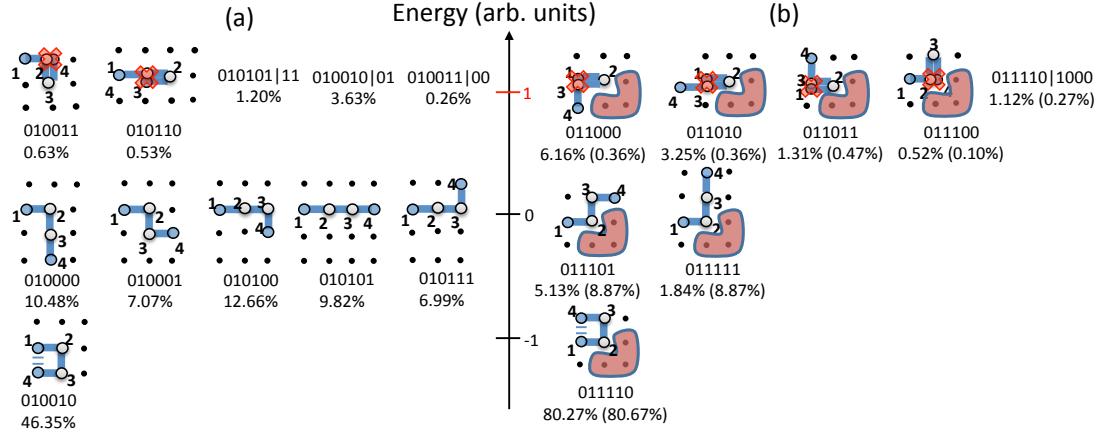 (a)
Energy (arb. units)
(b)
1 2 4 3
010011
0.63%
1 2 4 3
010110
0.53%
010101|11
1.20%
010010|01
3.63%
010011|00
0.26%
1
3 1 2 4
011000
6.16% (0.36%)
3 1 2 4
011010
3.25% (0.36%)
4 3 1 2
011011
1.31% (0.47%)
3 4 1 2
011100
0.52% (0.10%)
011110|1000
1.12% (0.27%)
1 2 3 4
010000
10.48%
1 2 3 4
010001
7.07%
1 2 3 4
010100
12.66%
1 2 3 4
010101
9.82%
4 1 2 3
010111
6.99%
0
3 4 1 2
011101
5.13% (8.87%)
4 3 1 2
011111
1.84% (8.87%)
1 2
4 3
010010
46.35%
-1
4 3
1 2
011110
80.27% (80.67%)